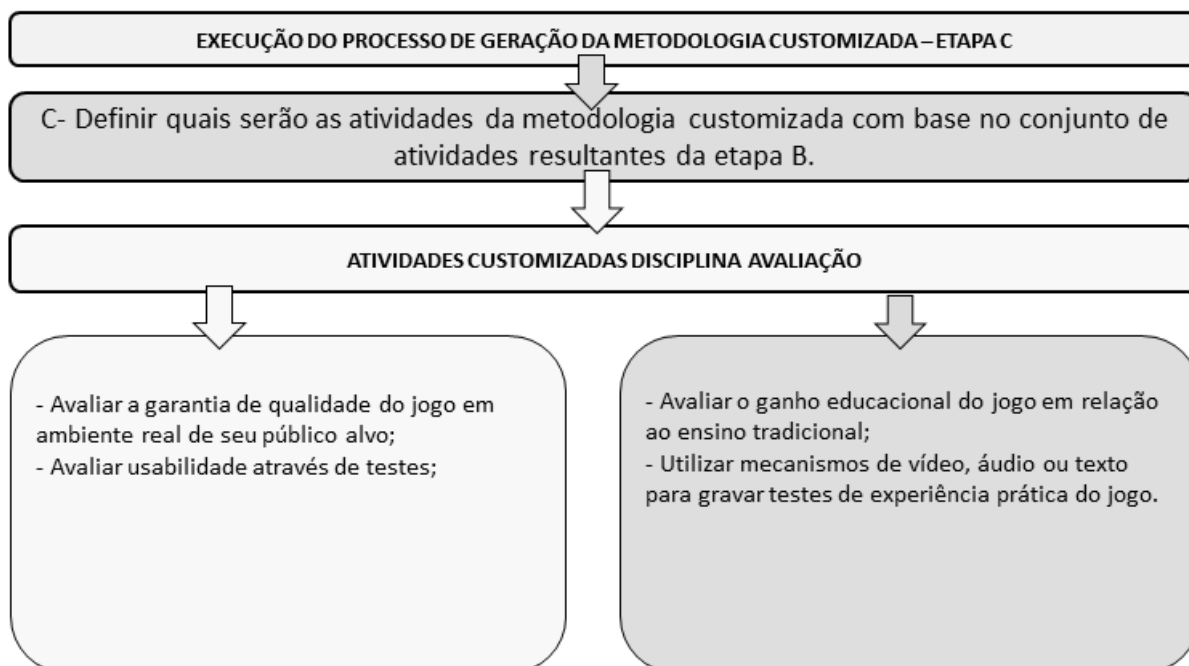 EXECUÇÃO DO PROCESSO DE GERAÇÃO DA METODOLOGIA CUSTOMIZADA – ETAPA C
C- Definir quais serão as atividades da metodologia customizada com base no conjunto de
atividades resultantes da etapa B.
ATIVIDADES CUSTOMIZADAS DISCIPLINA AVALIAÇÃO
- Avaliar a garantia de qualidade do jogo em
ambiente real de seu público alvo;
- Avaliar usabilidade através de testes;
- Avaliar o ganho educacional do jogo em relação
ao ensino tradicional;
- Utilizar mecanismos de vídeo, áudio ou texto
para gravar testes de experiência prática do jogo.